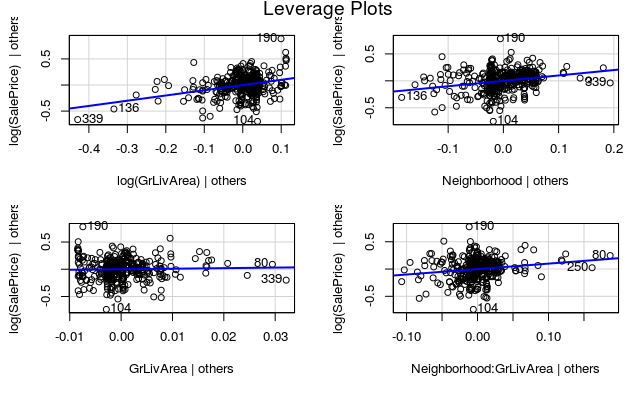 Leverage Plots
log(SalePrice) | others
190
136
339
104
0.5
-0.5
-0.4 -0.3 -0.2 -0.1 0.0 0.1
log(GrLivArea) | others
log(SalePrice) | others
190
136
339
104
0.5
-0.5
-0.1 0.0 0.1 0.2
Neighborhood | others
log(SalePrice) | others
190
80
339
104
0.5
-0.5
-0.01 0.00 0.01 0.02 0.03
GrLivArea | others
log(SalePrice) | others
190
80
250
104
0.5
-0.5
-0.10 0.00 0.10
Neighborhood:GrLivArea | others